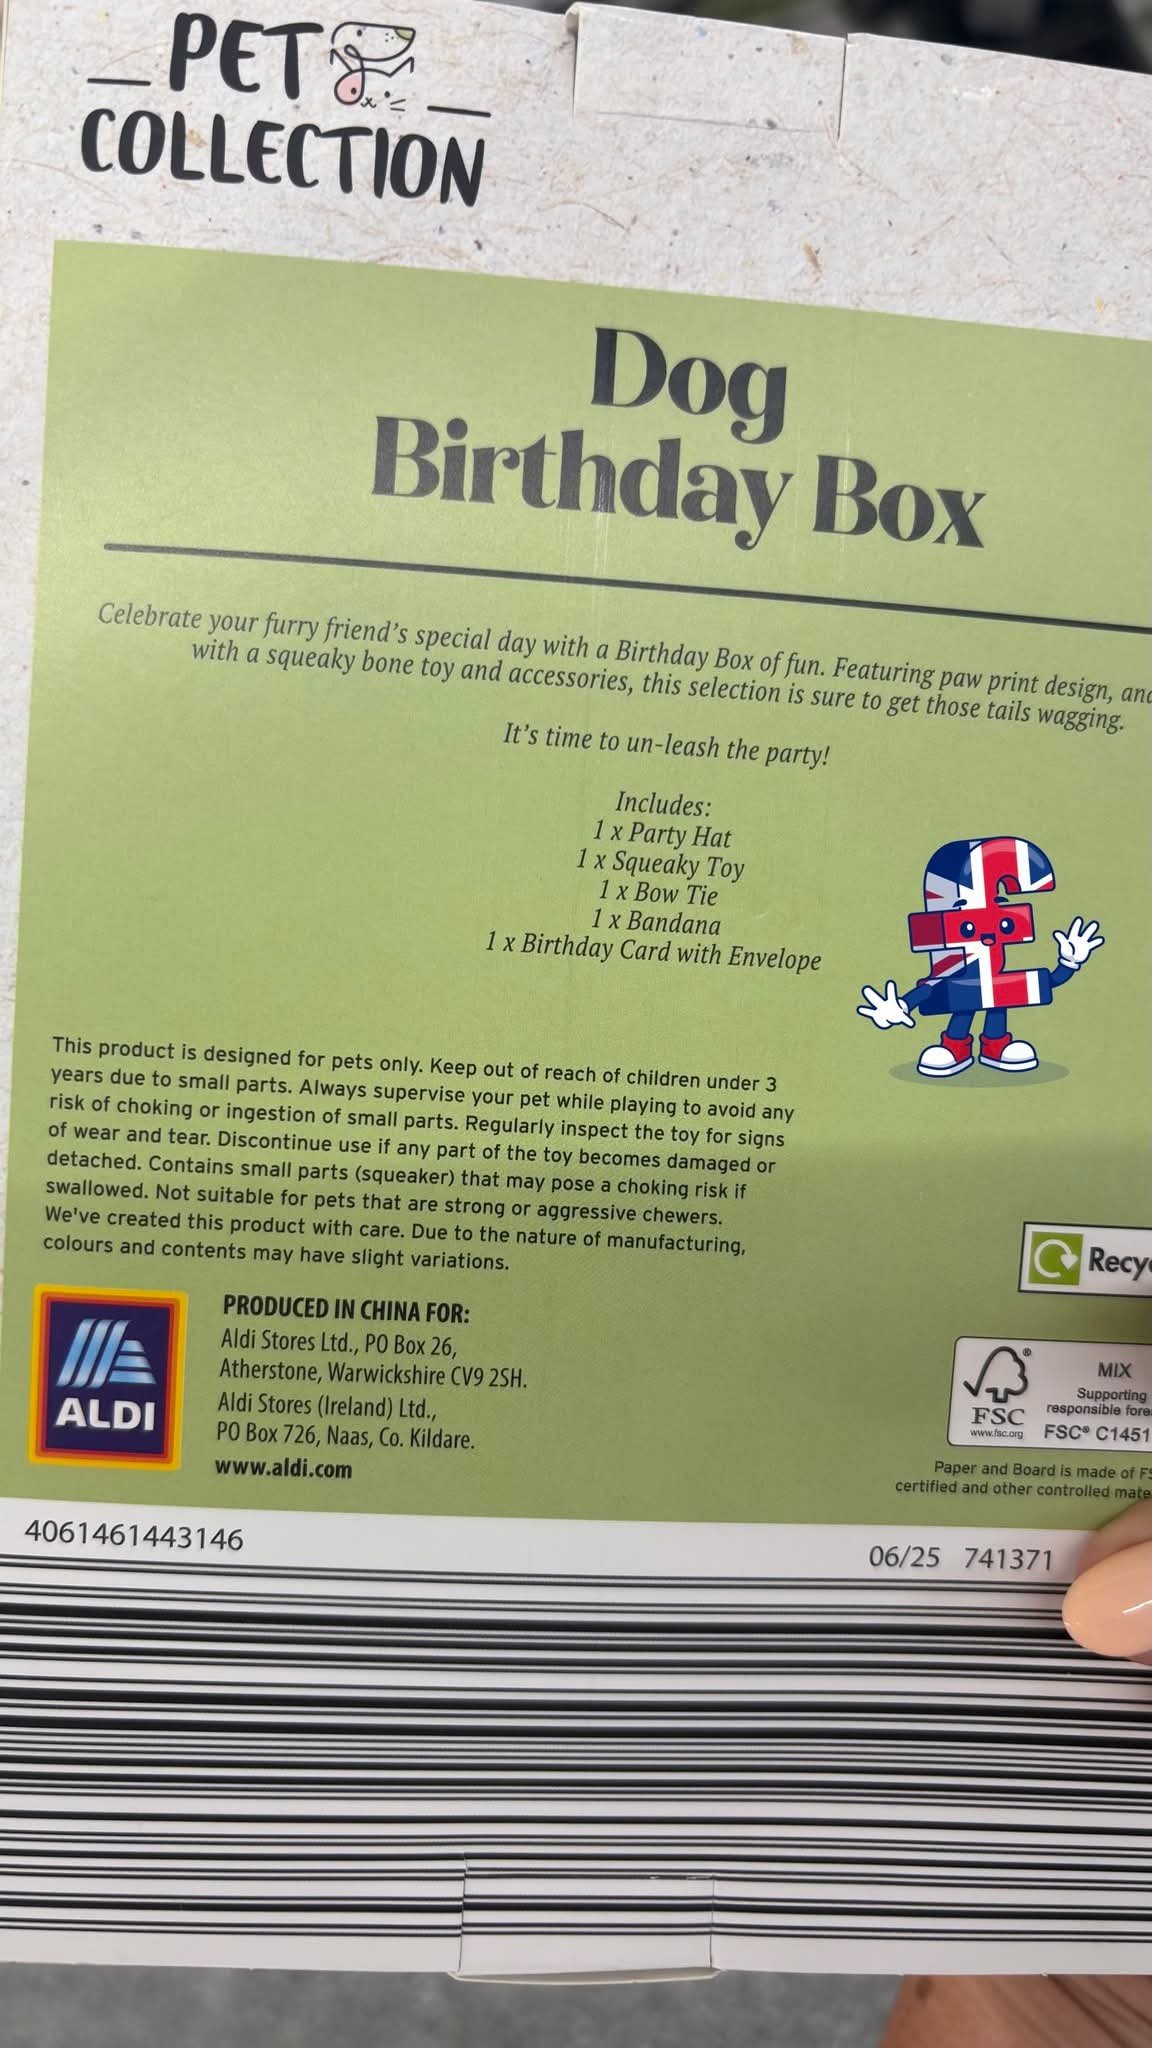 PET
COLLECTION
Dog
Birthday Box
Celebrate your furry friend's special day with a Birthday Box of fun. Featuring paw print design, and
with a squeaky bone toy and accessories, this selection is sure to get those tails wagging.
It's time to un-leash the party!
Includes:
1 x Party Hat
1 x Squeaky Toy
1 x Bow Tie
1 x Bandana
1 x Birthday Card with Envelope
This product is designed for pets only. Keep out of reach of children under 3
years due to small parts. Always supervise your pet while playing to avoid any
risk of choking or ingestion of small parts. Regularly inspect the toy for signs
of wear and tear. Discontinue use if any part of the toy becomes damaged or
detached. Contains small parts (squeaker) that may pose a choking risk if
swallowed. Not suitable for pets that are strong or aggressive chewers.
We've created this product with care. Due to the nature of manufacturing,
colours and contents may have slight variations.
Recy
ALDI
PRODUCED IN CHINA FOR:
Aldi Stores Ltd., PO Box 26,
Atherstone, Warwickshire CV9 2SH.
Aldi Stores (Ireland) Ltd.,
PO Box 726, Naas, Co. Kildare.
www.aldi.com
FSC
www.fsc.org
MIX
Supporting
responsible fore
FSC® C1451
Paper and Board is made of FS
certified and other controlled mate
4061461443146
06/25 741371